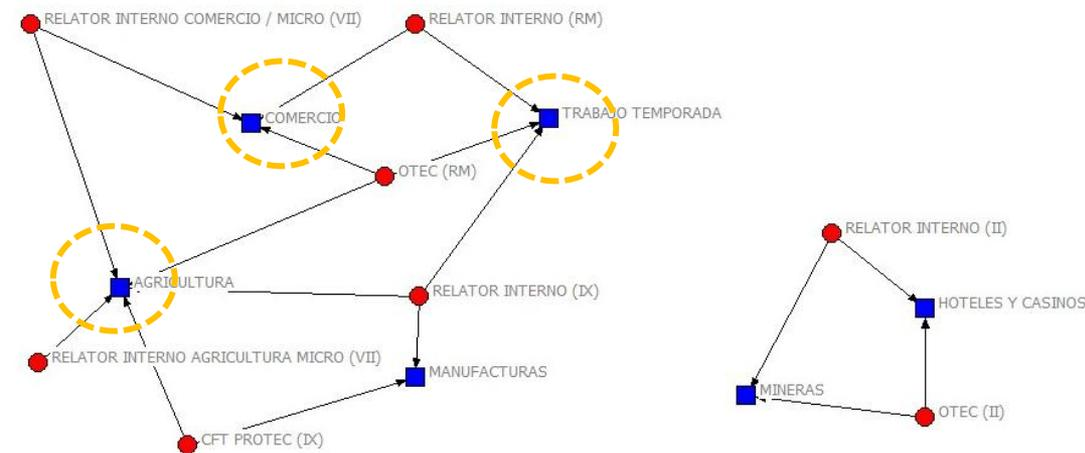 RELATOR INTERNO COMERCIO / MICRO (VII)
RELATOR INTERNO (RM)
COMERCIO
TRABAJO TEMPORADA
OTEC (RM)
RELATOR INTERNO (II)
AGRICULTURA
RELATOR INTERNO (IX)
HOTELES Y CASINOS
RELATOR INTERNO AGRICULTURA MICRO (VII)
MANUFACTURAS
MINERAS
OTEC (II)
CFT PROTEC (IX)